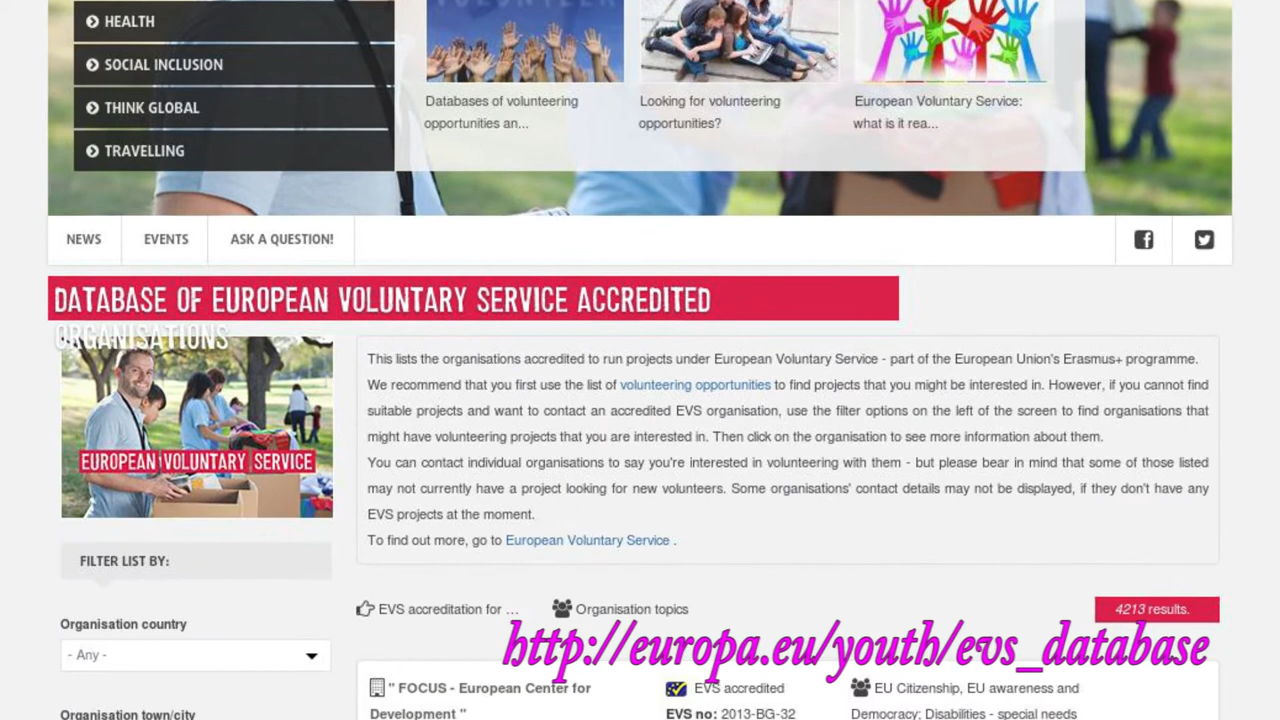 HEALTH
SOCIAL INCLUSION
THINK GLOBAL
TRAVELLING
Databases of volunteering
opportunities an...
Looking for volunteering
opportunities?
European Voluntary Service:
what is it rea...
NEWS EVENTS ASK A QUESTION!
DATABASE OF EUROPEAN VOLUNTARY SERVICE ACCREDITED
ORGANISATIONS
EUROPEAN VOLUNTARY SERVICE
This lists the organisations accredited to run projects under European Voluntary Service - part of the European Union's Erasmus+ programme.
We recommend that you first use the list of volunteering opportunities to find projects that you might be interested in. However, if you cannot find
suitable projects and want to contact an accredited EVS organisation, use the filter options on the left of the screen to find organisations that
might have volunteering projects that you are interested in. Then click on the organisation to see more information about them.
You can contact individual organisations to say you're interested in volunteering with them - but please bear in mind that some of those listed
may not currently have a project looking for new volunteers. Some organisations' contact details may not be displayed, if they don't have any
EVS projects at the moment.
To find out more, go to European Voluntary Service .
FILTER LIST BY:
Organisation country
- Any -
Organisation town/city
EVS accreditation for ... Organisation topics
4213 results.
http://europa.eu/youth/evs_database
" FOCUS - European Center for
Development "
EVS accredited
EVS no: 2013-BG-32
EU Citizenship, EU awareness and
Democracy; Disabilities - special needs